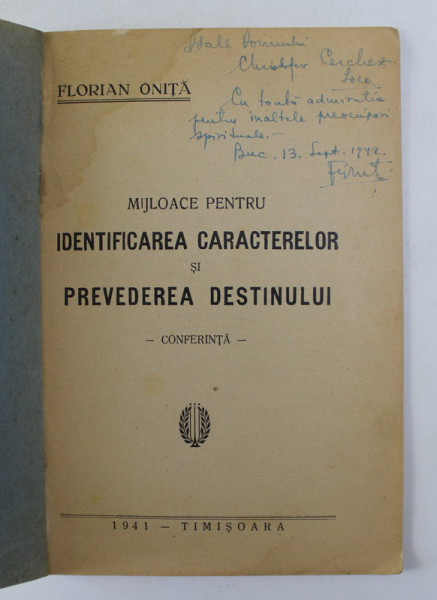 Domnului
Christofor Cerchez
Loco.
Cu toată admirația
pentru înaltele preocupări
spirituale.-
Buc. 13. Sept. 1942.
FLORIAN ONIȚĂ
MIJLOACE PENTRU
IDENTIFICAREA CARACTERELOR
ȘI
PREVEDEREA DESTINULUI
— CONFERINȚĂ —
1941 — TIMIȘOARA